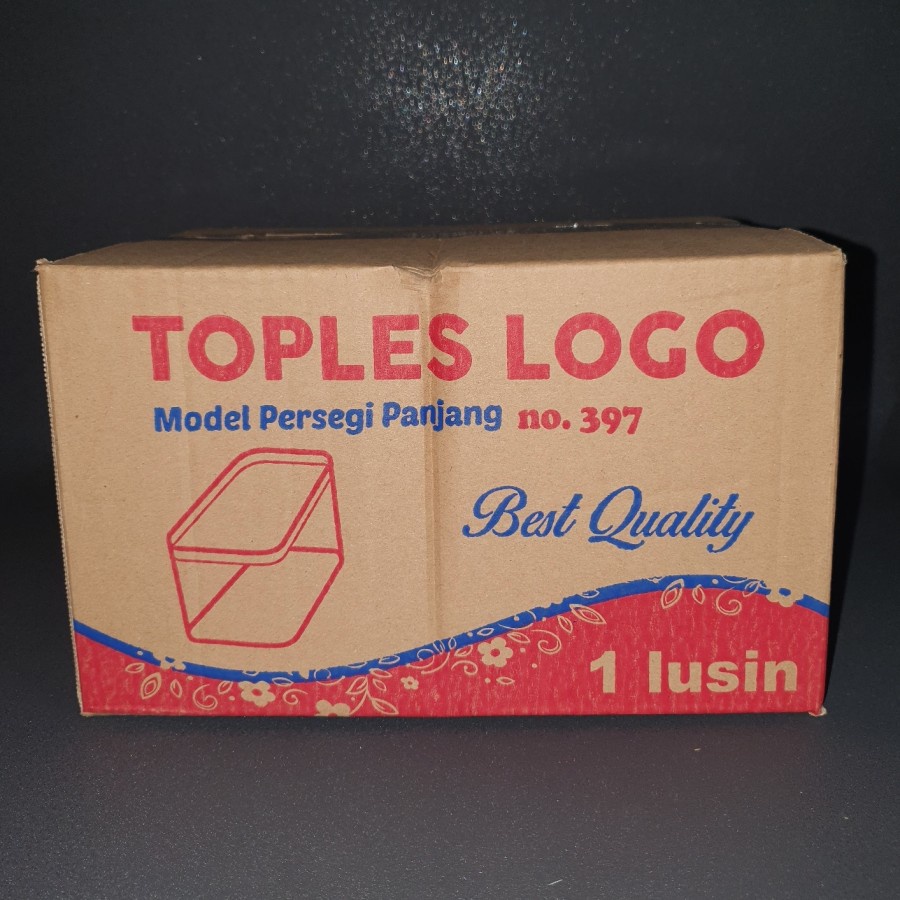 TOPLES LOGO
Model Persegi Panjang no. 397
Best Quality
1 lusin